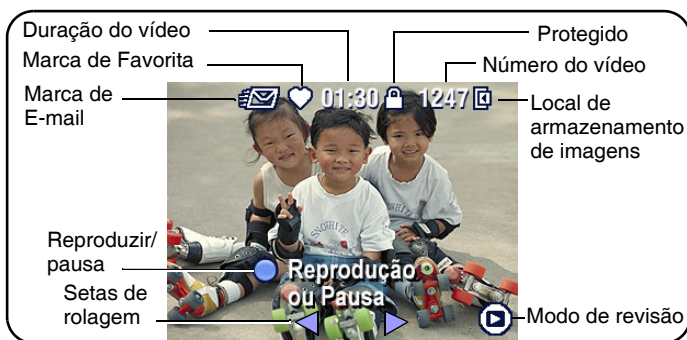 Duração do vídeo
Protegido
Marca de Favorita
Número do vídeo
Marca de
E-mail
01:30
1247
Local de
armazenamento
de imagens
SNOWHITE
Reproduzir/
pausa
Reprodução
ou Pausa
Setas de
rolagem
Modo de revisão